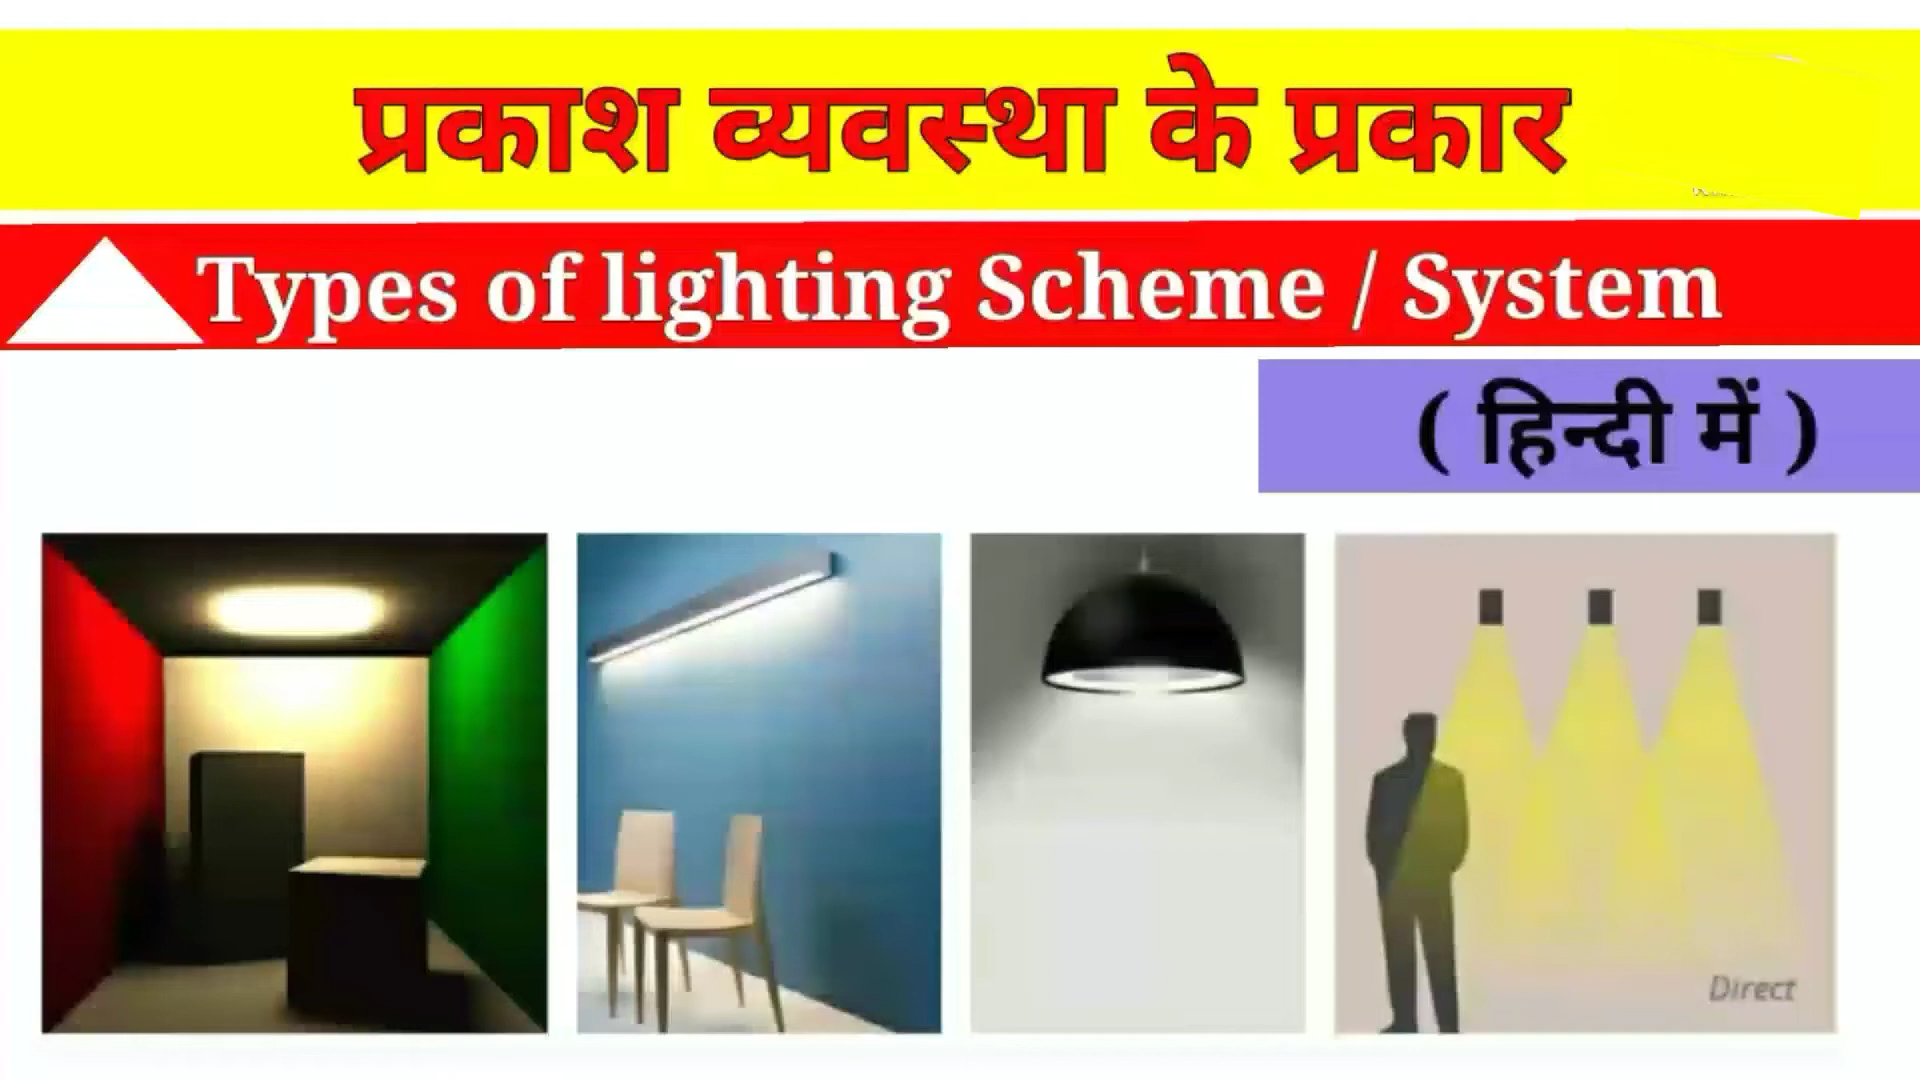 प्रकाश व्यवस्था के प्रकार
Types of lighting Scheme / System
( हिन्दी में )
Direct